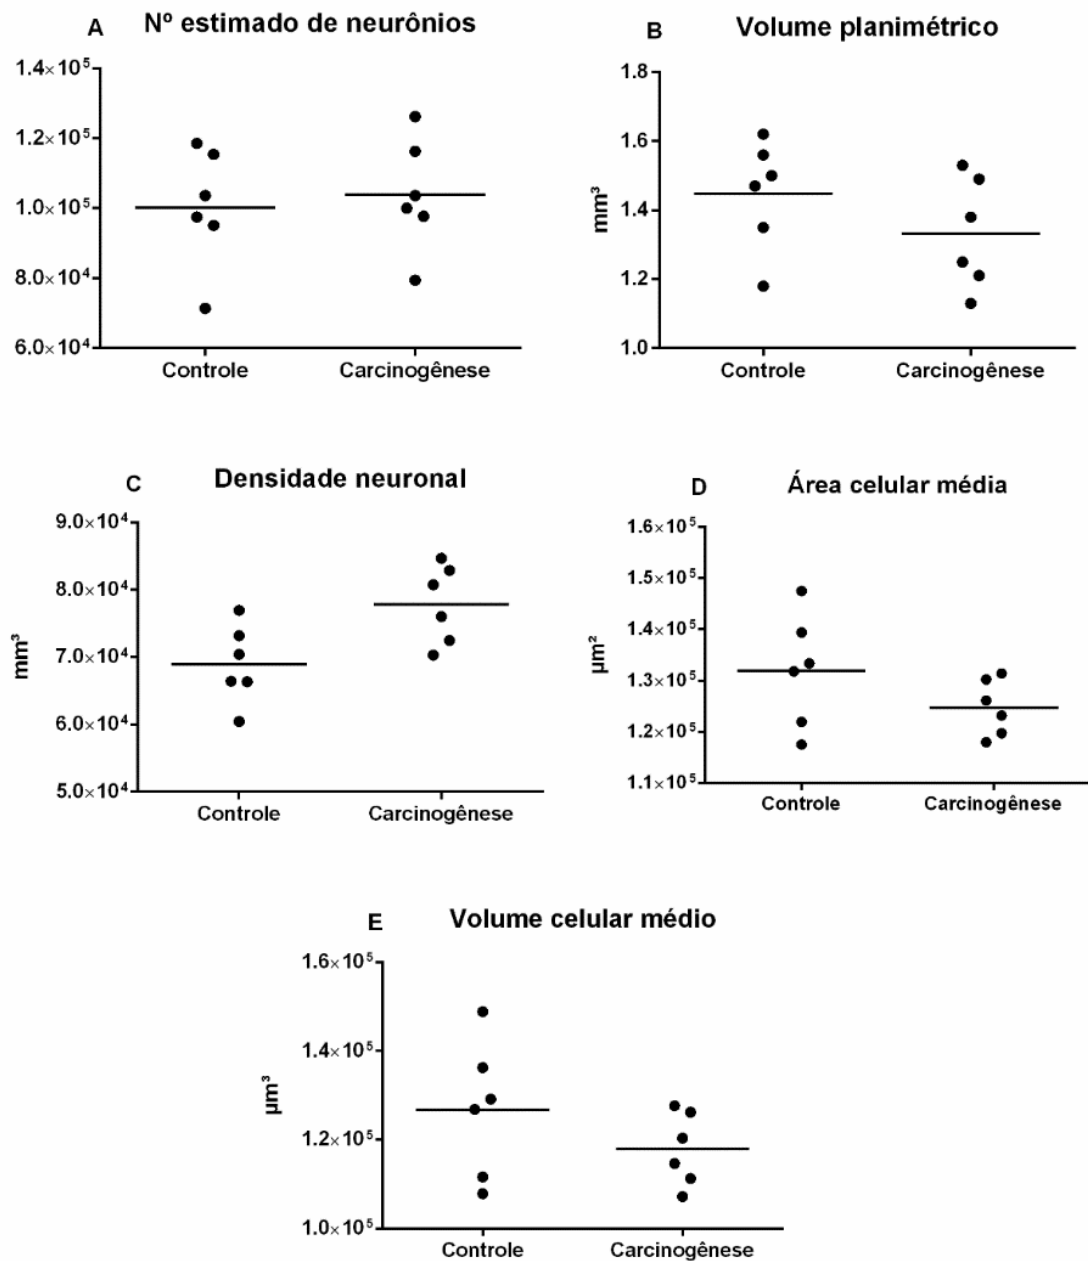 A Nº estimado de neurônios
1.4×10⁵
1.2×10⁵
1.0×10⁵
8.0×10⁴
6.0×10⁴
Controle Carcinogênese
B Volume planimétrico
mm³
1.8
1.6
1.4
1.2
1.0
Controle Carcinogênese
C Densidade neuronal
mm³
9.0×10⁴
8.0×10⁴
7.0×10⁴
6.0×10⁴
5.0×10⁴
Controle Carcinogênese
D Área celular média
µm²
1.6×10⁵
1.5×10⁵
1.4×10⁵
1.3×10⁵
1.2×10⁵
1.1×10⁵
Controle Carcinogênese
E Volume celular médio
µm³
1.6×10⁵
1.4×10⁵
1.2×10⁵
1.0×10⁵
Controle Carcinogênese